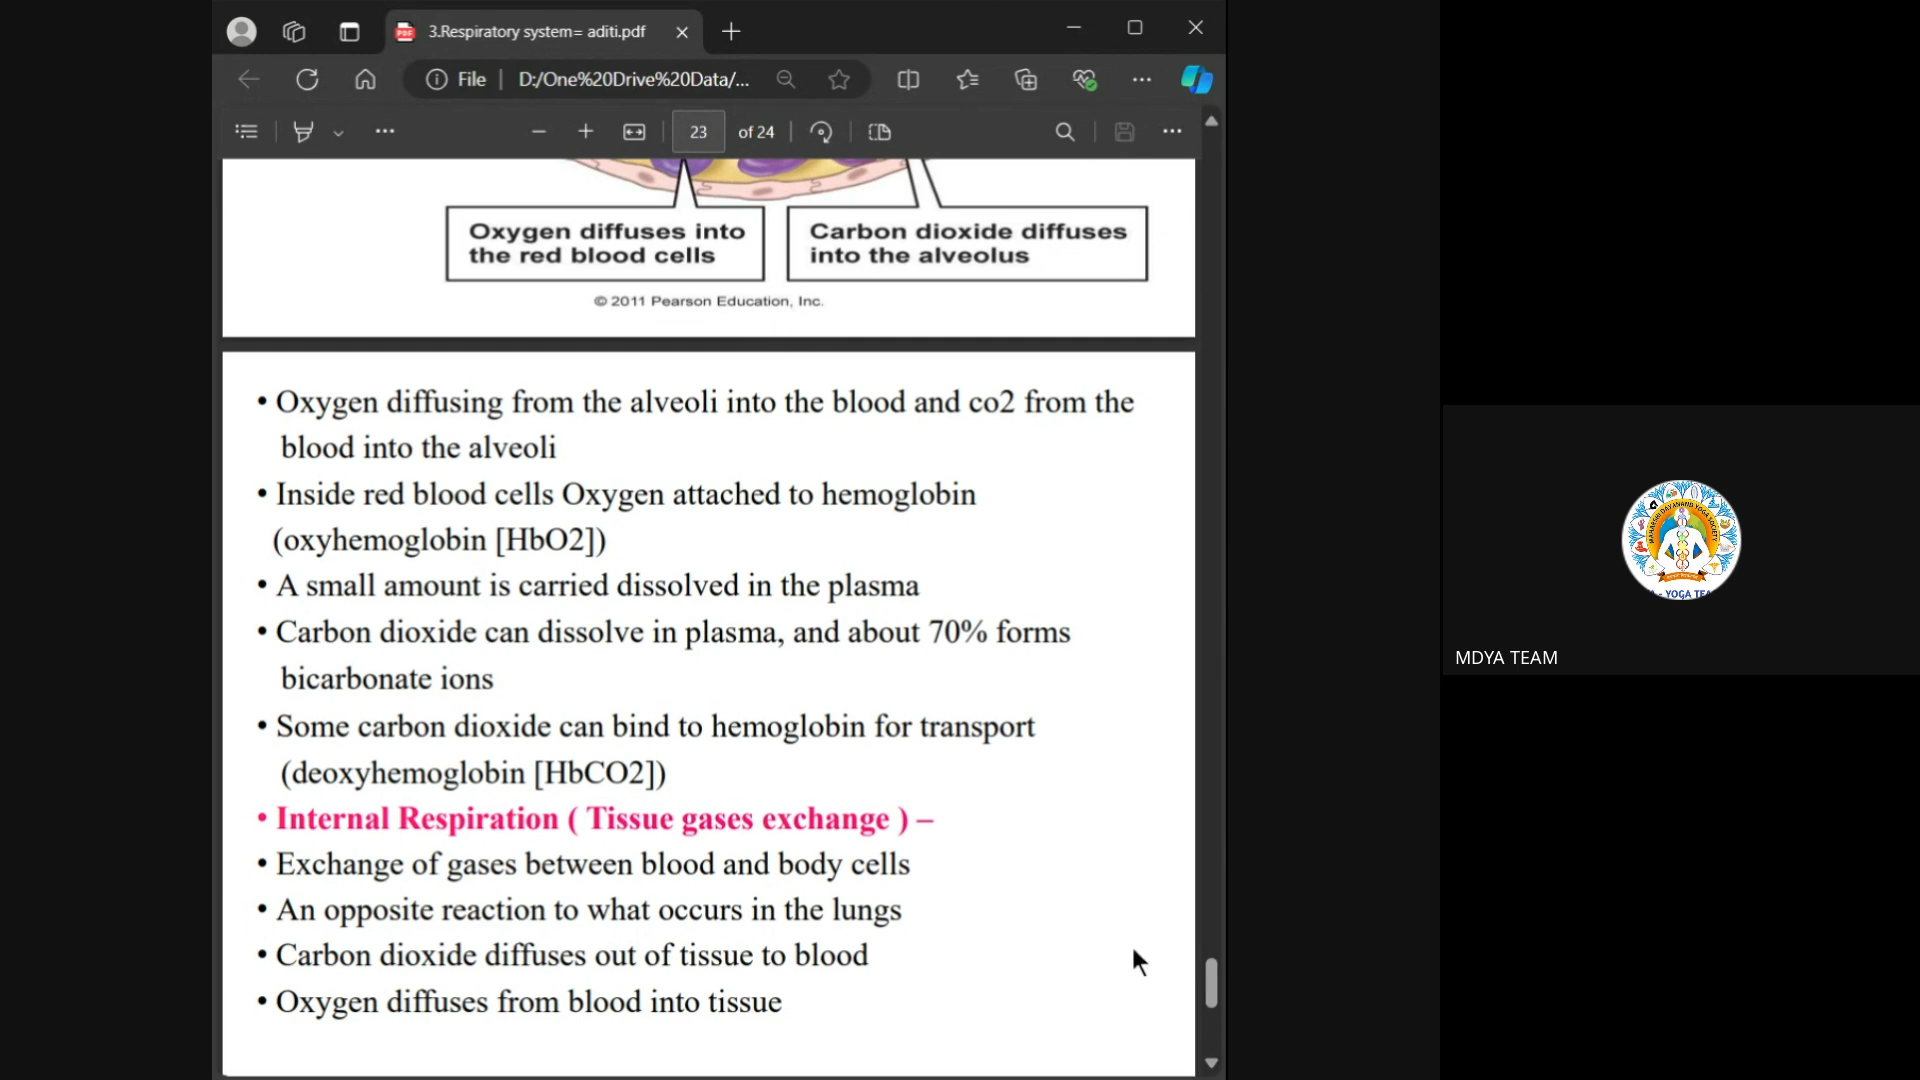 3.Respiratory system= aditi.pdf
File
D:/One%20Drive%20Data/...
23
of 24
Oxygen diffuses into
the red blood cells
Carbon dioxide diffuses
into the alveolus
© 2011 Pearson Education, Inc.
• Oxygen diffusing from the alveoli into the blood and co2 from the
blood into the alveoli
• Inside red blood cells Oxygen attached to hemoglobin
(oxyhemoglobin [HbO2])
• A small amount is carried dissolved in the plasma
• Carbon dioxide can dissolve in plasma, and about 70% forms
bicarbonate ions
• Some carbon dioxide can bind to hemoglobin for transport
(deoxyhemoglobin [HbCO2])
• Internal Respiration ( Tissue gases exchange ) –
• Exchange of gases between blood and body cells
• An opposite reaction to what occurs in the lungs
• Carbon dioxide diffuses out of tissue to blood
• Oxygen diffuses from blood into tissue
MAHARSHI DAYANAND YOGA SOCIETY
- YOGA TEA
MDYA TEAM